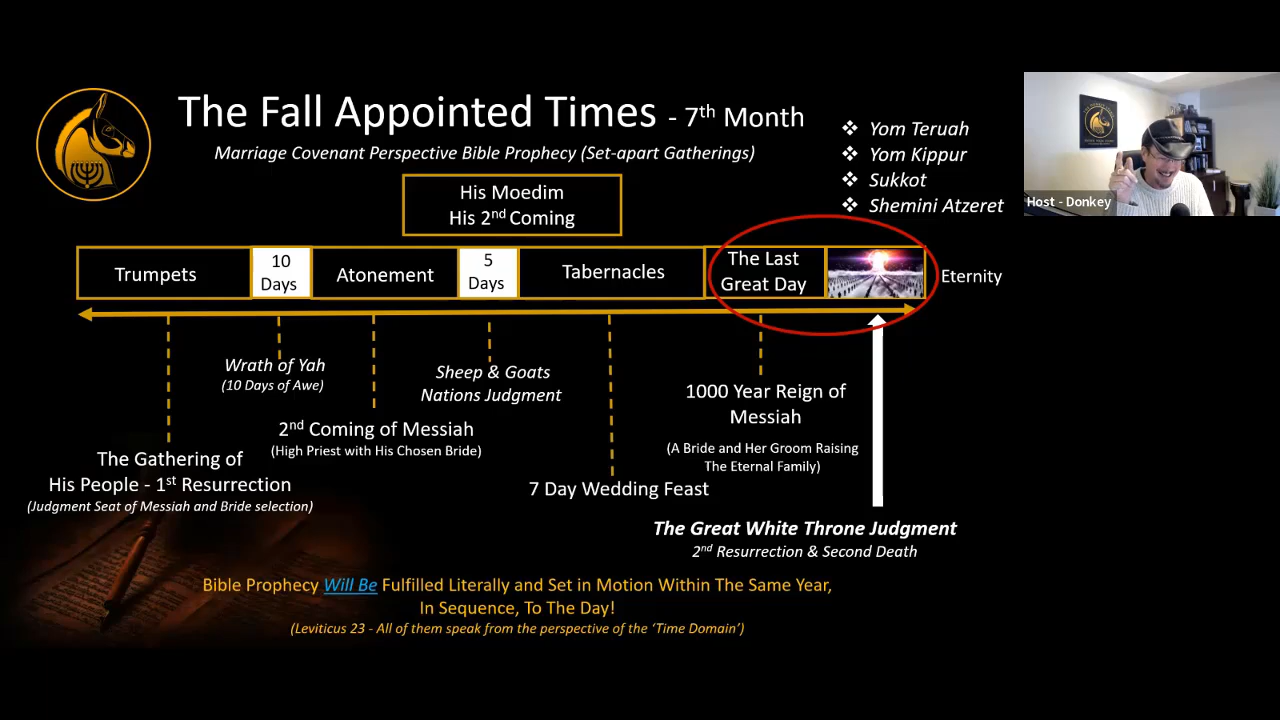 The Fall Appointed Times - 7th Month
Marriage Covenant Perspective Bible Prophecy (Set-apart Gatherings)
❖ Yom Teruah
❖ Yom Kippur
❖ Sukkot
❖ Shemini Atzeret
Host - Donkey
His Moedim
His 2nd Coming
Trumpets
10
Days
Atonement
5
Days
Tabernacles
The Last
Great Day
Eternity
Wrath of Yah
(10 Days of Awe)
Sheep & Goats
Nations Judgment
1000 Year Reign of
Messiah
(A Bride and Her Groom Raising
The Eternal Family)
2nd Coming of Messiah
(High Priest with His Chosen Bride)
The Gathering of
His People - 1st Resurrection
(Judgment Seat of Messiah and Bride selection)
7 Day Wedding Feast
The Great White Throne Judgment
2nd Resurrection & Second Death
Bible Prophecy Will Be Fulfilled Literally and Set in Motion Within The Same Year,
In Sequence, To The Day!
(Leviticus 23 - All of them speak from the perspective of the ‘Time Domain’)